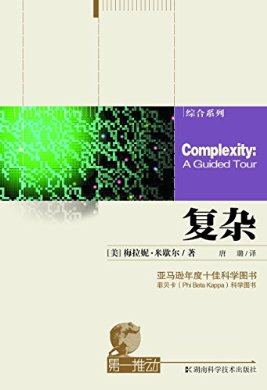 综合系列
Complexity:
A Guided Tour
复杂
[美] 梅拉妮·米歇尔/著
唐 璐/译
亚马逊年度十佳科学图书
菲贝卡（Phi Beta Kappa）科学图书
第一推动
湖南科学技术出版社